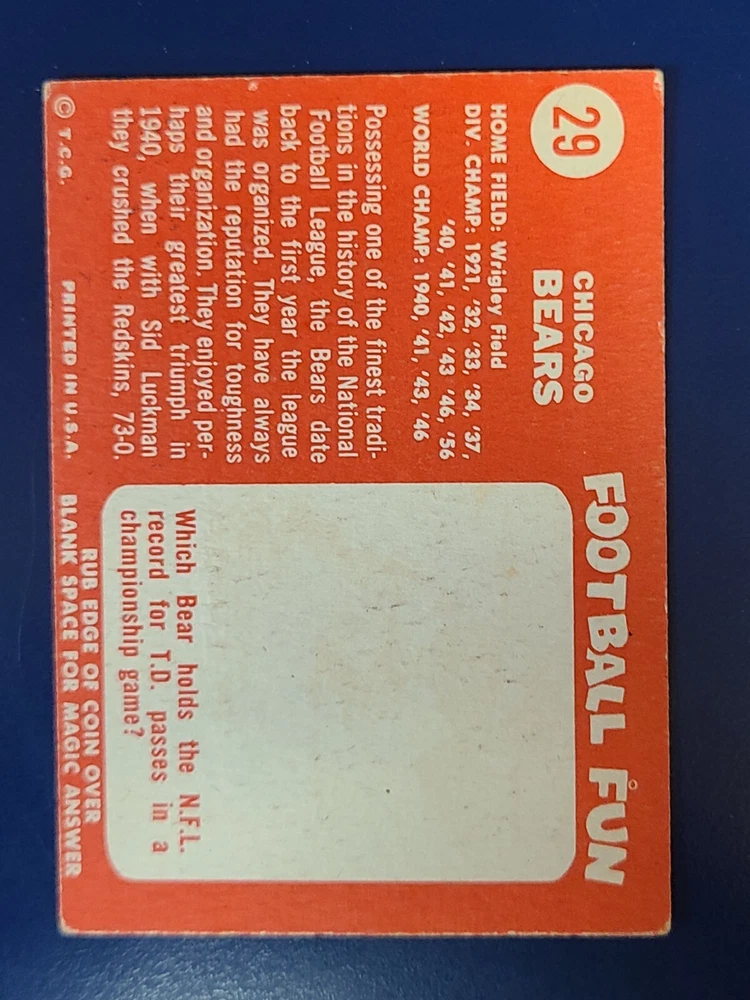 29
CHICAGO
BEARS
HOME FIELD: Wrigley Field
DIV. CHAMP: 1921, '32, '33, '34, '37,
'40, '41, '42, '43 '46, '56
WORLD CHAMP: 1940, '41, '43, '46
Possessing one of the finest tradi-
tions in the history of the National
Football League, the Bears date
back to the first year the league
was organized. They have always
had the reputation for toughness
and organization. They enjoyed per-
haps their greatest triumph in
1940, when with Sid Luckman
they crushed the Redskins, 73-0.
FOOTBALL FUN
Which Bear holds the N.F.L.
record for T.D. passes in a
championship game?
RUB EDGE OF COIN OVER
BLANK SPACE FOR MAGIC ANSWER
© T.C.G.
PRINTED IN U.S.A.